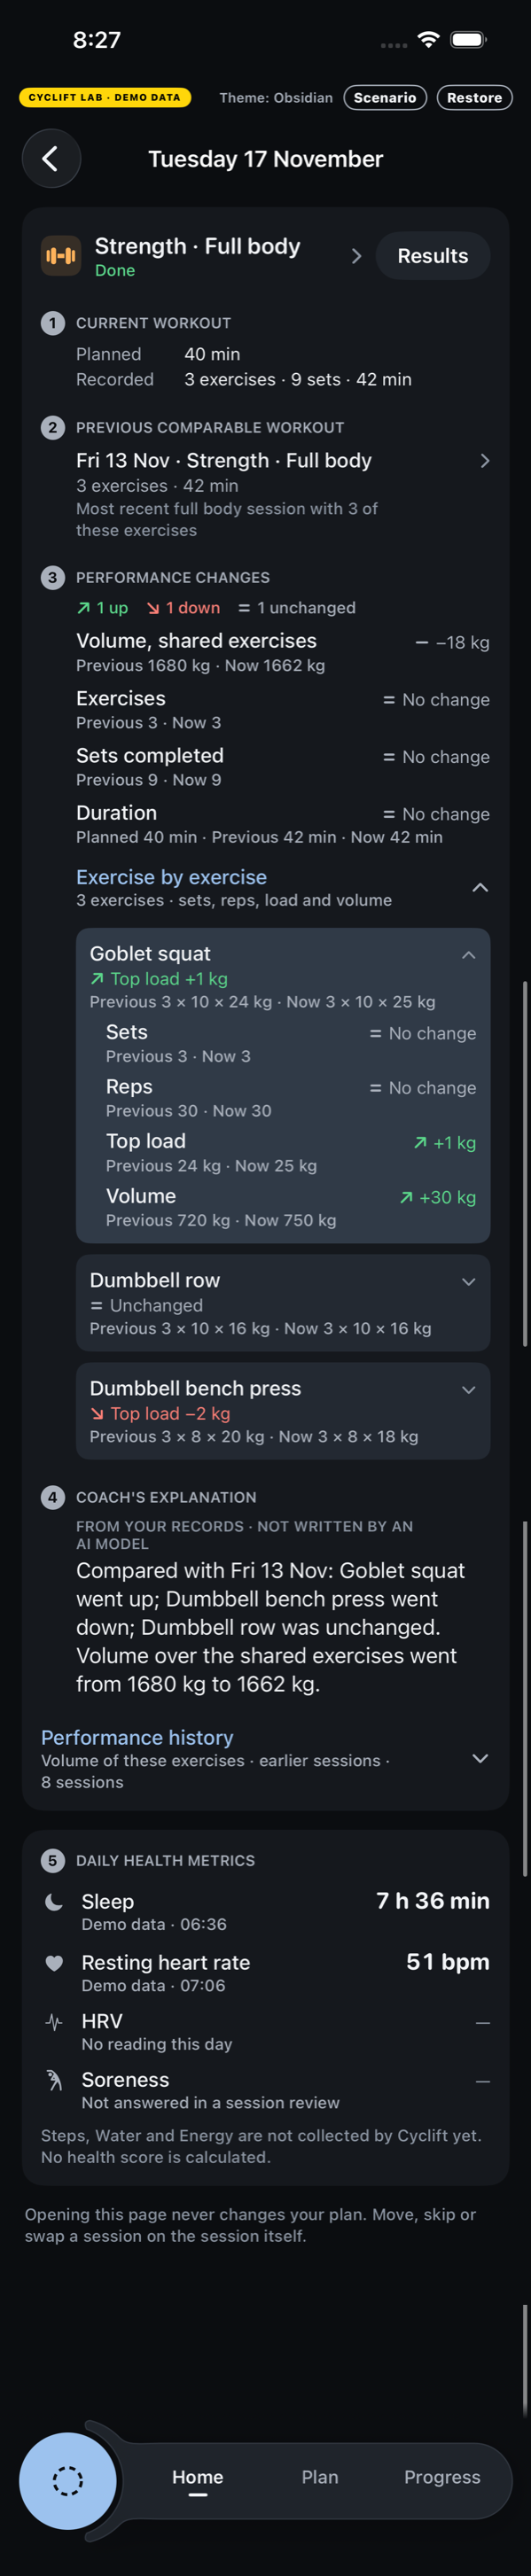 8:27
CYCLIFT LAB · DEMO DATA
Theme: Obsidian
Scenario
Restore
Tuesday 17 November
Strength · Full body
Done
Results
1 CURRENT WORKOUT
Planned 40 min
Recorded 3 exercises · 9 sets · 42 min
2 PREVIOUS COMPARABLE WORKOUT
Fri 13 Nov · Strength · Full body
3 exercises · 42 min
Most recent full body session with 3 of
these exercises
3 PERFORMANCE CHANGES
↗ 1 up ↘ 1 down = 1 unchanged
Volume, shared exercises — −18 kg
Previous 1680 kg · Now 1662 kg
Exercises = No change
Previous 3 · Now 3
Sets completed = No change
Previous 9 · Now 9
Duration = No change
Planned 40 min · Previous 42 min · Now 42 min
Exercise by exercise
3 exercises · sets, reps, load and volume
Goblet squat
↗ Top load +1 kg
Previous 3 × 10 × 24 kg · Now 3 × 10 × 25 kg
Sets = No change
Previous 3 · Now 3
Reps = No change
Previous 30 · Now 30
Top load ↗ +1 kg
Previous 24 kg · Now 25 kg
Volume ↗ +30 kg
Previous 720 kg · Now 750 kg
Dumbbell row
= Unchanged
Previous 3 × 10 × 16 kg · Now 3 × 10 × 16 kg
Dumbbell bench press
↘ Top load −2 kg
Previous 3 × 8 × 20 kg · Now 3 × 8 × 18 kg
4 COACH'S EXPLANATION
FROM YOUR RECORDS · NOT WRITTEN BY AN
AI MODEL
Compared with Fri 13 Nov: Goblet squat
went up; Dumbbell bench press went
down; Dumbbell row was unchanged.
Volume over the shared exercises went
from 1680 kg to 1662 kg.
Performance history
Volume of these exercises · earlier sessions ·
8 sessions
5 DAILY HEALTH METRICS
Sleep 7 h 36 min
Demo data · 06:36
Resting heart rate 51 bpm
Demo data · 07:06
HRV —
No reading this day
Soreness —
Not answered in a session review
Steps, Water and Energy are not collected by Cyclift yet.
No health score is calculated.
Opening this page never changes your plan. Move, skip or
swap a session on the session itself.
Home
Plan
Progress